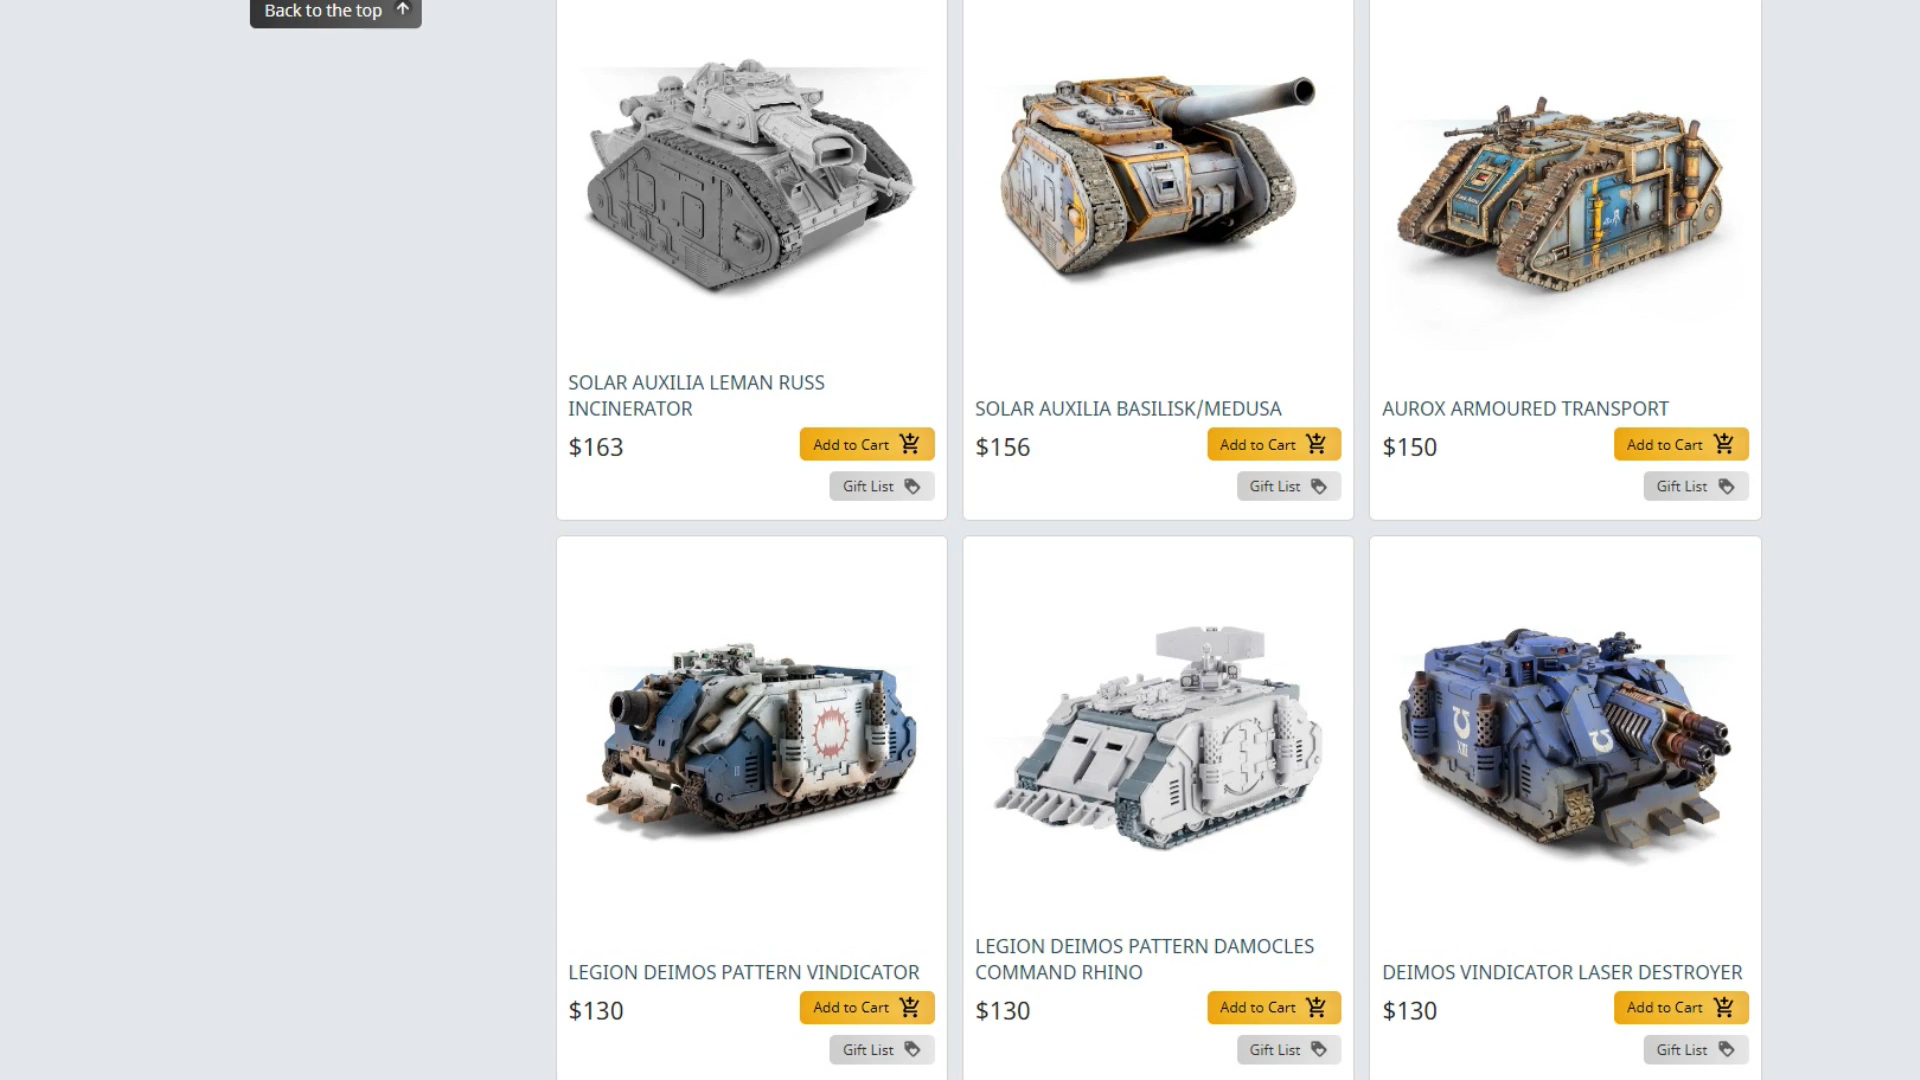 Back to the top
SOLAR AUXILIA LEMAN RUSS
INCINERATOR
$163
Add to Cart
Gift List
SOLAR AUXILIA BASILISK/MEDUSA
$156
Add to Cart
Gift List
AUROX ARMOURED TRANSPORT
$150
Add to Cart
Gift List
LEGION DEIMOS PATTERN VINDICATOR
$130
Add to Cart
Gift List
LEGION DEIMOS PATTERN DAMOCLES
COMMAND RHINO
$130
Add to Cart
Gift List
XIII
DEIMOS VINDICATOR LASER DESTROYER
$130
Add to Cart
Gift List